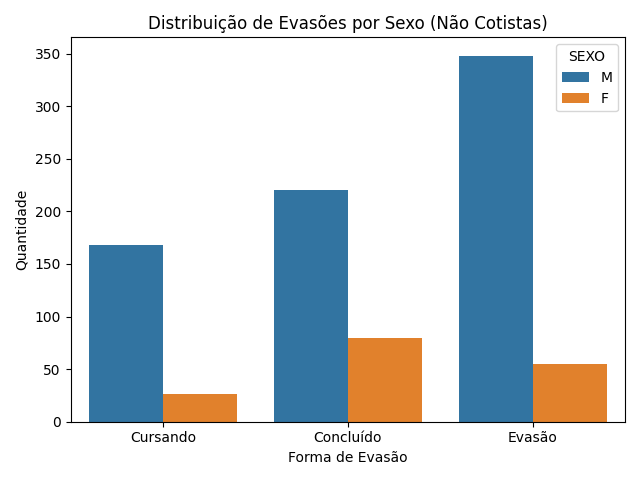 Distribuição de Evasões por Sexo (Não Cotistas)
SEXO
M
F
Quantidade
350
300
250
200
150
100
50
0
Cursando
Concluído
Evasão
Forma de Evasão